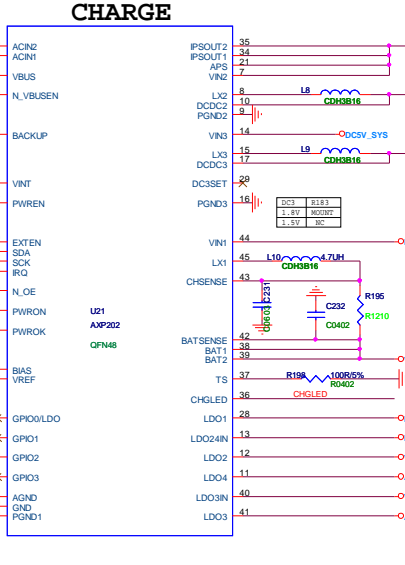 CHARGE
ACIN2
ACIN1
VBUS
N_VBUSEN
BACKUP
VINT
PWREN
EXTEN
SDA
SCK
IRQ
N_OE
PWRON
PWROK
BIAS
VREF
GPIO0/LDO
GPIO1
GPIO2
GPIO3
AGND
GND
PGND1
U21
AXP202
QFN48
IPSOUT2 35
IPSOUT1 34
APS 21
VIN2 7
LX2 8
DCDC2 10
PGND2 9
VIN3 14
LX3 15
DCDC3 17
DC3SET 29
PGND3 16
VIN1 44
LX1 45
CHSENSE 43
BATSENSE 42
BAT1 38
BAT2 39
TS 37
CHGLED 36
LDO1 28
LDO24IN 13
LDO2 12
LDO4 11
LDO3IN 40
LDO3 41
L8
CDH3B16
DC5V_SYS
L9
CDH3B16
DC3 R183
1.8V MOUNT
1.5V NC
L10 4.7UH
CDH3B16
C231
C0603
C232
C0402
R195
R1210
R198 100R/5%
R0402
CHGLED